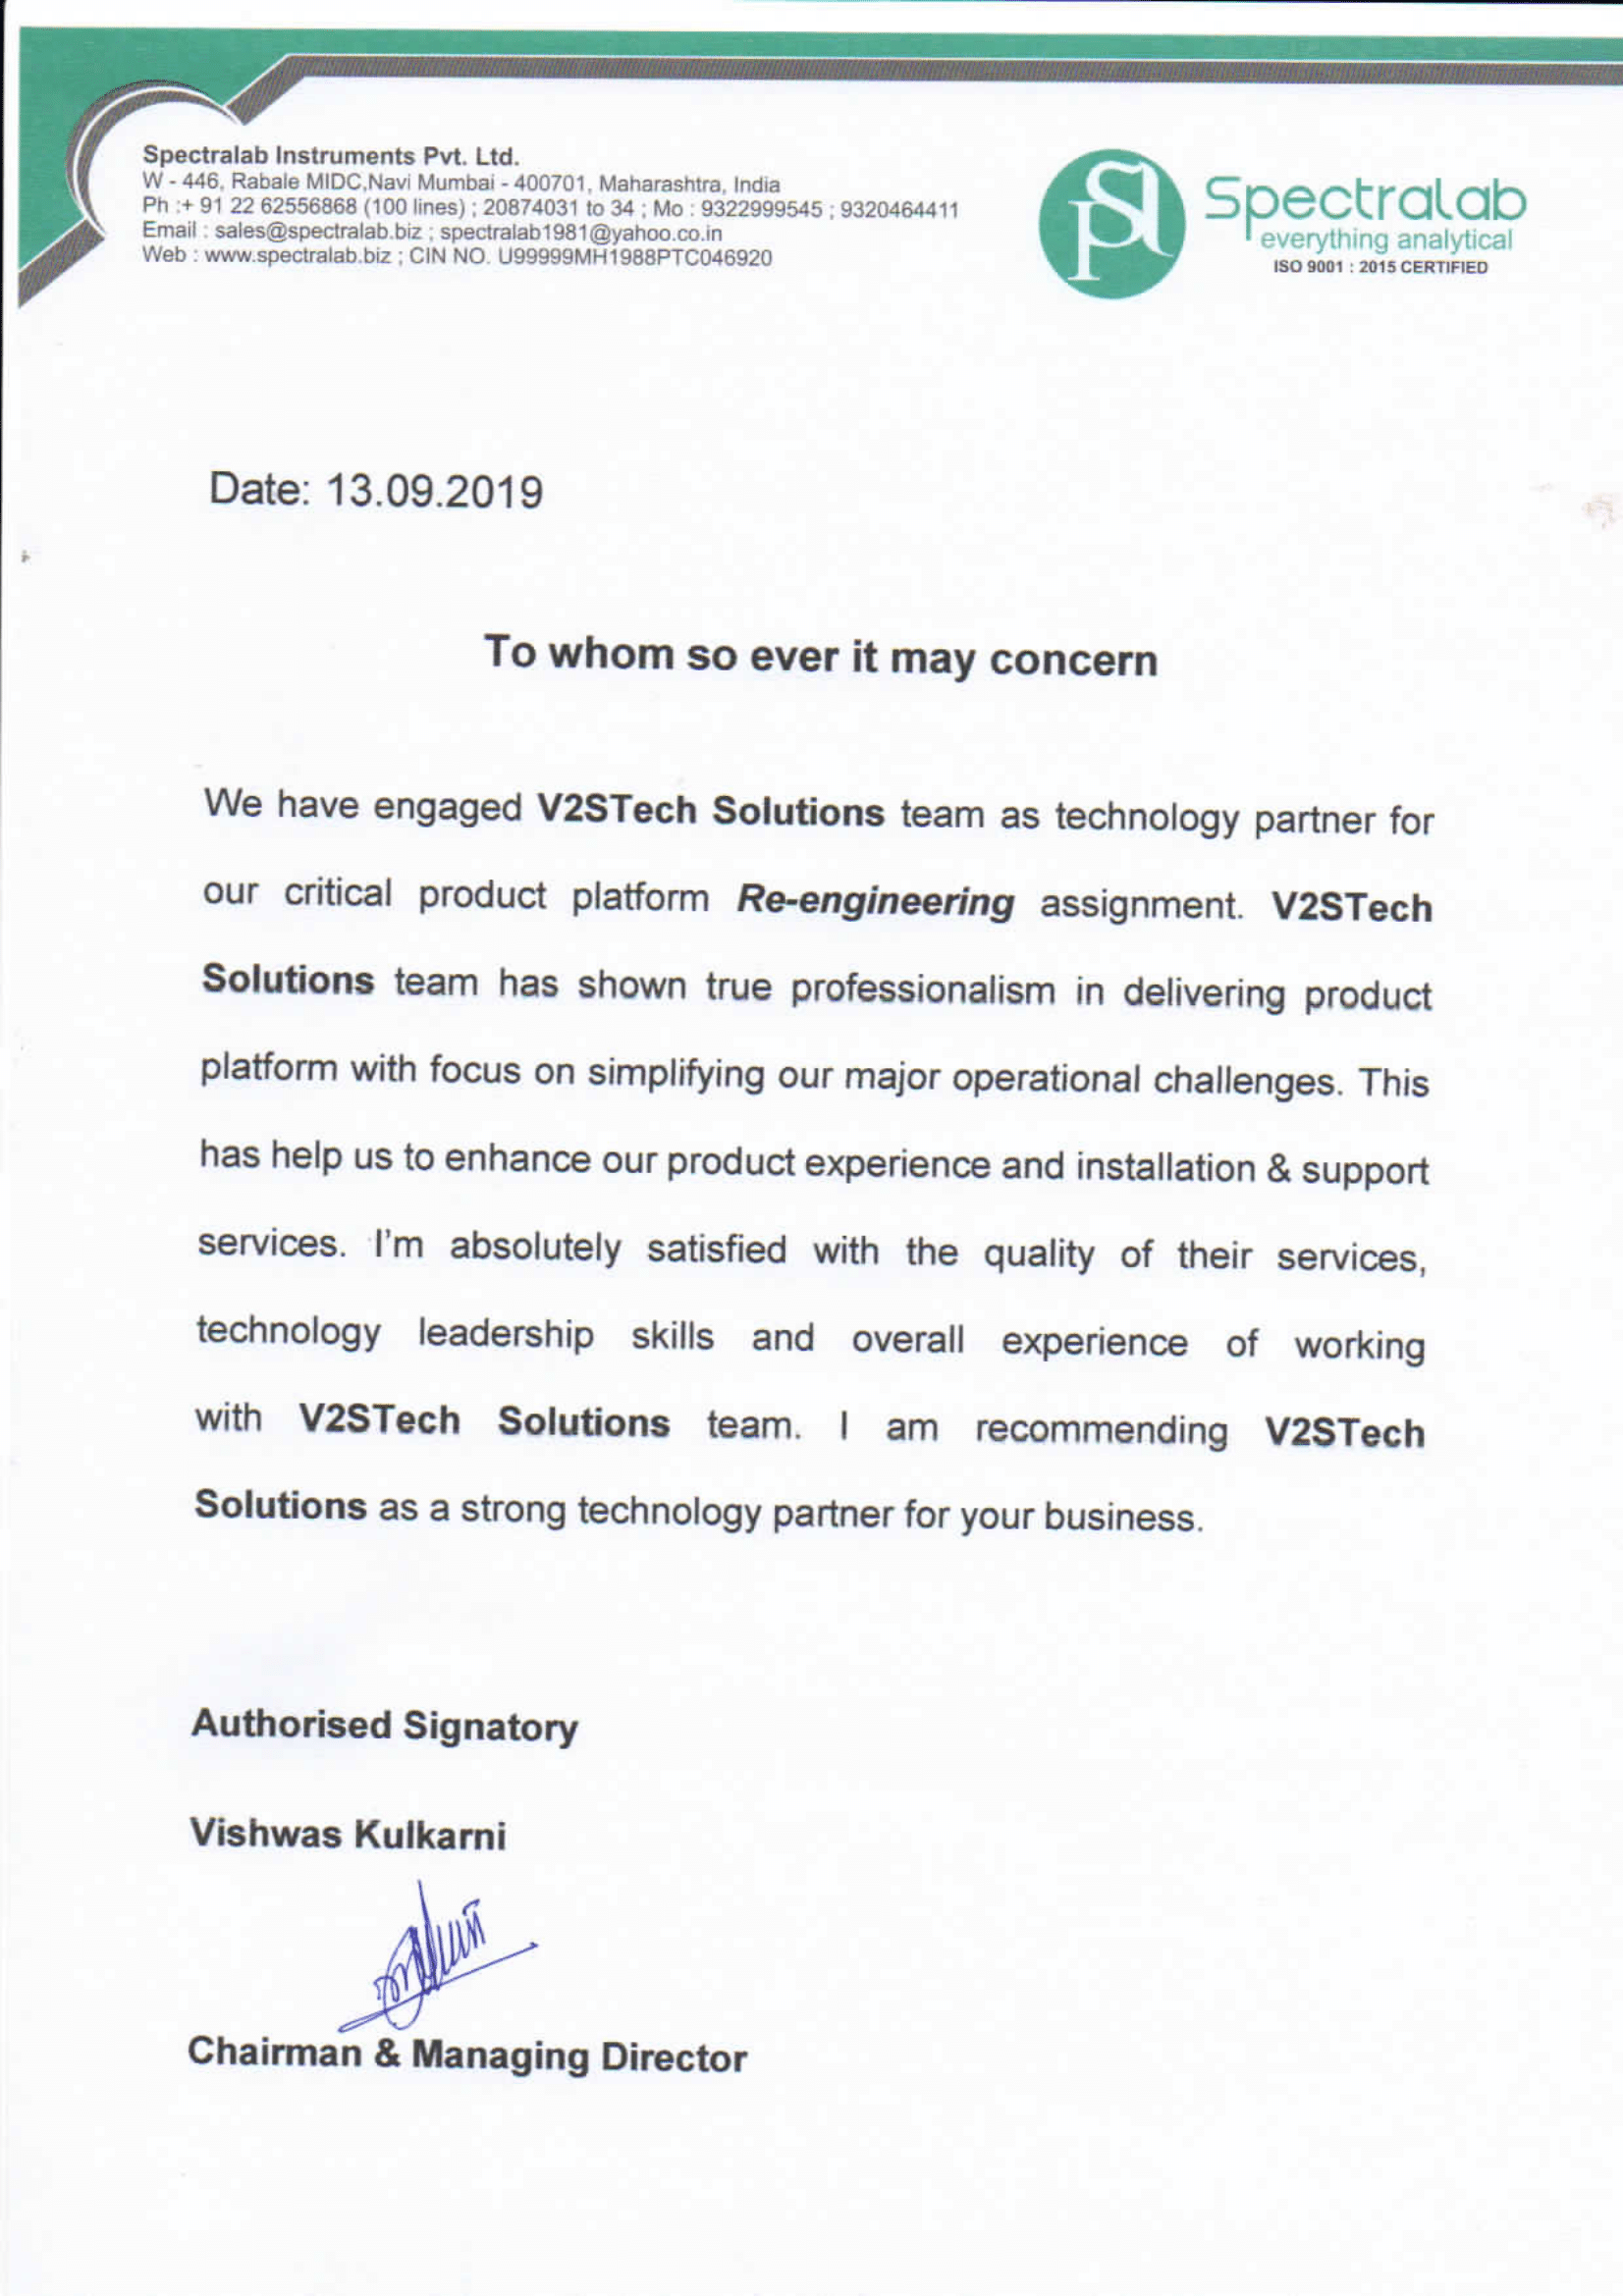 Spectralab Instruments Pvt. Ltd.
W - 446, Rabale MIDC,Navi Mumbai - 400701, Maharashtra, India
Ph :+ 91 22 62556868 (100 lines) ; 20874031 to 34 ; Mo : 9322999545 ; 9320464411
Email : sales@spectralab.biz ; spectralab1981@yahoo.co.in
Web : www.spectralab.biz ; CIN NO. U99999MH1988PTC046920
Spectralab
everything analytical
ISO 9001 : 2015 CERTIFIED
Date: 13.09.2019
To whom so ever it may concern
We have engaged V2STech Solutions team as technology partner for
our critical product platform Re-engineering assignment. V2STech
Solutions team has shown true professionalism in delivering product
platform with focus on simplifying our major operational challenges. This
has help us to enhance our product experience and installation & support
services. I'm absolutely satisfied with the quality of their services,
technology leadership skills and overall experience of working
with V2STech Solutions team. I am recommending V2STech
Solutions as a strong technology partner for your business.
Authorised Signatory
Vishwas Kulkarni
Chairman & Managing Director